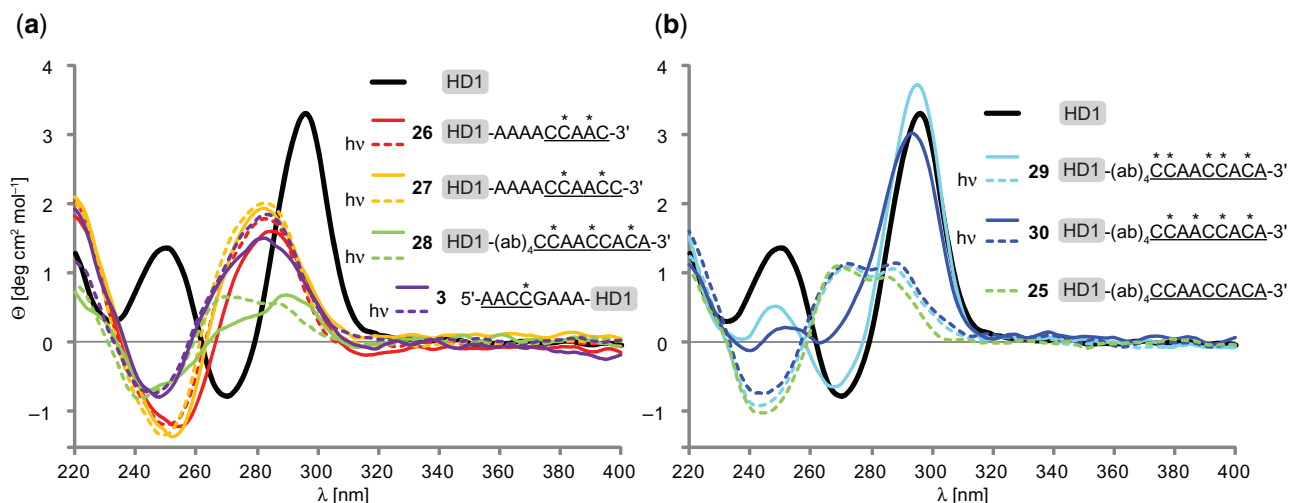 (a)
4
3
2
1
0
−1
Θ [deg cm² mol⁻¹]
220 240 260 280 300 320 340 360 380 400
λ [nm]
HD1
* *
26 HD1-AAAACCAAC-3'
hν
* *
27 HD1-AAAACCAACC-3'
hν
* * *
28 HD1-(ab)₄CCAACCACA-3'
hν
*
3 5'-AACCGAAA-HD1
hν
(b)
4
3
2
1
0
−1
220 240 260 280 300 320 340 360 380 400
λ [nm]
HD1
** ** *
29 HD1-(ab)₄CCAACCACA-3'
hν
* * * *
30 HD1-(ab)₄CCAACCACA-3'
hν
25 HD1-(ab)₄CCAACCACA-3'